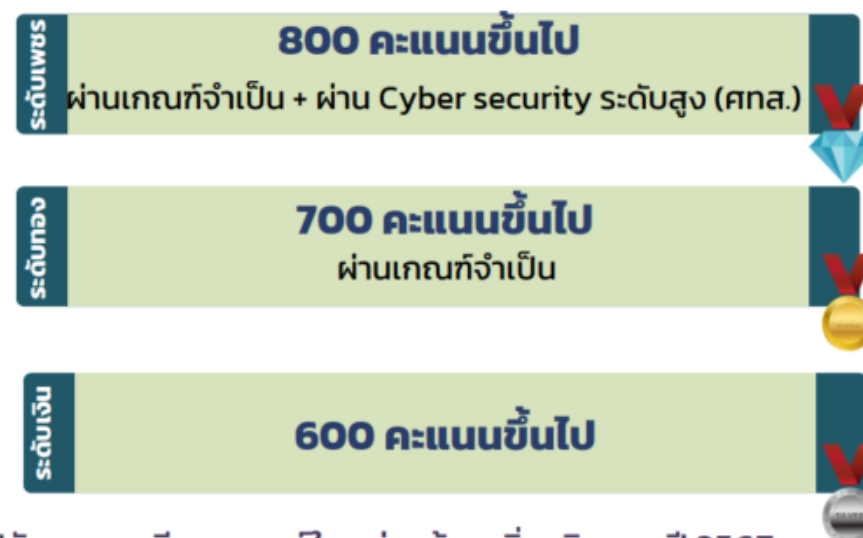 ระดับเพชร
800 คะแนนขึ้นไป
ผ่านเกณฑ์จำเป็น + ผ่าน Cyber security ระดับสูง (ศทส.)
ระดับทอง
700 คะแนนขึ้นไป
ผ่านเกณฑ์จำเป็น
ระดับเงิน
600 คะแนนขึ้นไป